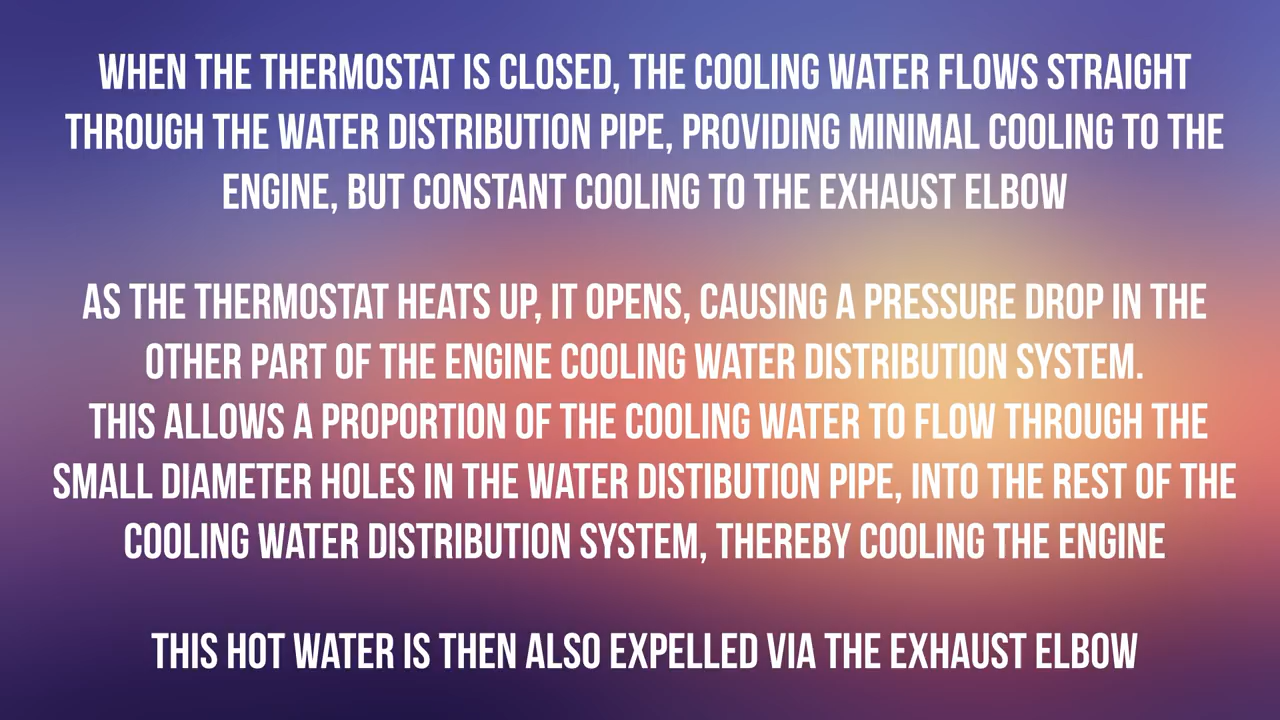 WHEN THE THERMOSTAT IS CLOSED, THE COOLING WATER FLOWS STRAIGHT
THROUGH THE WATER DISTRIBUTION PIPE, PROVIDING MINIMAL COOLING TO THE
ENGINE, BUT CONSTANT COOLING TO THE EXHAUST ELBOW
AS THE THERMOSTAT HEATS UP, IT OPENS, CAUSING A PRESSURE DROP IN THE
OTHER PART OF THE ENGINE COOLING WATER DISTRIBUTION SYSTEM.
THIS ALLOWS A PROPORTION OF THE COOLING WATER TO FLOW THROUGH THE
SMALL DIAMETER HOLES IN THE WATER DISTIBUTION PIPE, INTO THE REST OF THE
COOLING WATER DISTRIBUTION SYSTEM, THEREBY COOLING THE ENGINE
THIS HOT WATER IS THEN ALSO EXPELLED VIA THE EXHAUST ELBOW